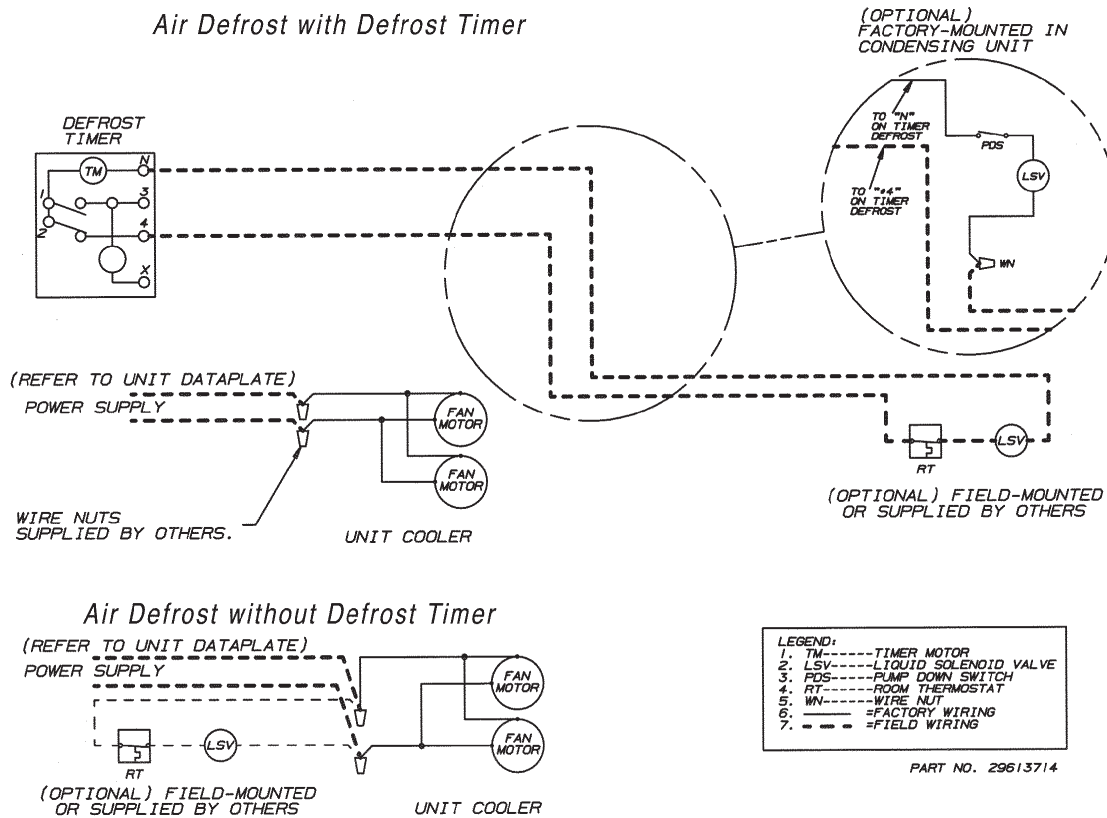 Air Defrost with Defrost Timer
(OPTIONAL)
FACTORY-MOUNTED IN
CONDENSING UNIT
TO "N"
ON TIMER
DEFROST
PDS
LSV
TO "#4"
ON TIMER
DEFROST
WN
DEFROST
TIMER
TM
N
1
3
2
4
X
(REFER TO UNIT DATAPLATE)
POWER SUPPLY
FAN
MOTOR
FAN
MOTOR
WIRE NUTS
SUPPLIED BY OTHERS.
UNIT COOLER
RT
LSV
(OPTIONAL) FIELD-MOUNTED
OR SUPPLIED BY OTHERS
Air Defrost without Defrost Timer
(REFER TO UNIT DATAPLATE)
POWER SUPPLY
FAN
MOTOR
FAN
MOTOR
RT
LSV
(OPTIONAL) FIELD-MOUNTED
OR SUPPLIED BY OTHERS
UNIT COOLER
LEGEND:
1. TM------TIMER MOTOR
2. LSV-----LIQUID SOLENOID VALVE
3. PDS-----PUMP DOWN SWITCH
4. RT------ROOM THERMOSTAT
5. WN------WIRE NUT
6. =FACTORY WIRING
7. =FIELD WIRING
PART NO. 29613714